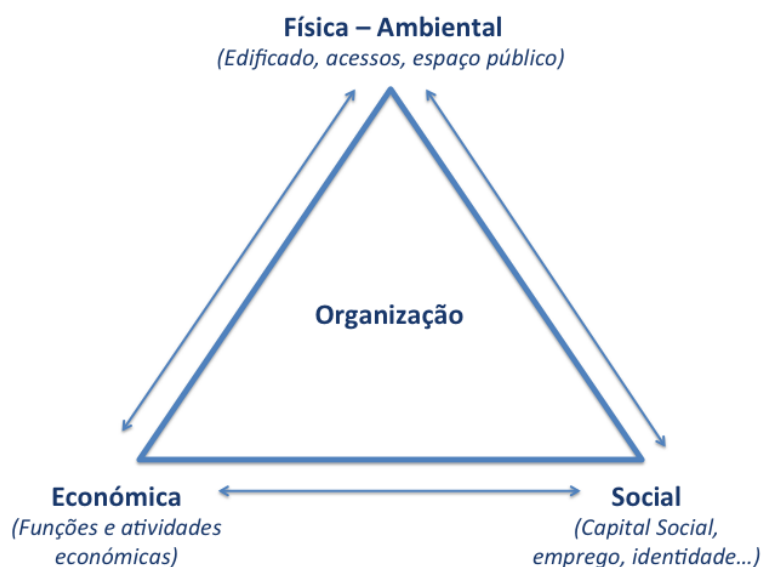 Física – Ambiental
(Edificado, acessos, espaço público)
Organização
Económica
(Funções e atividades
económicas)
Social
(Capital Social,
emprego, identidade…)